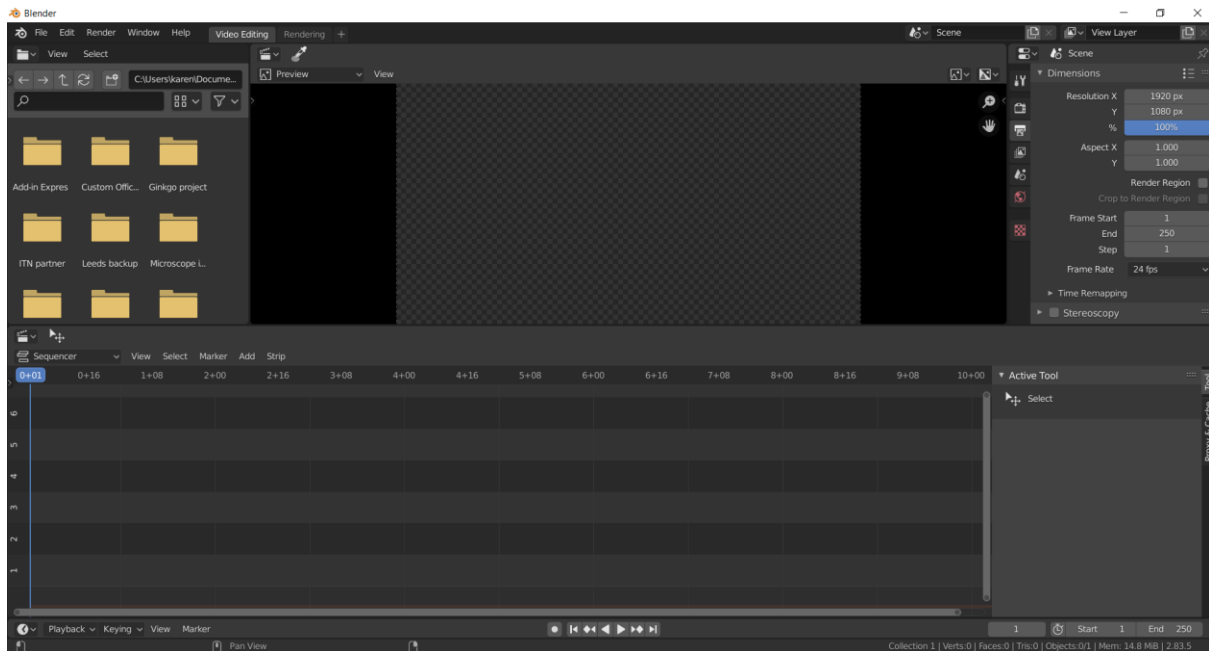 Blender
File Edit Render Window Help Video Editing Rendering + Scene View Layer
View Select
C:\Users\karen\Docume...
Preview View
Scene
Dimensions
Resolution X 1920 px
Y 1080 px
% 100%
Aspect X 1.000
Y 1.000
Render Region
Crop to Render Region
Frame Start 1
End 250
Step 1
Frame Rate 24 fps
Time Remapping
Stereoscopy
Add-in Expres Custom Offic... Ginkgo project
ITN partner Leeds backup Microscope i...
Sequencer View Select Marker Add Strip
0+01 0+16 1+08 2+00 2+16 3+08 4+00 4+16 5+08 6+00 6+16 7+08 8+00 8+16 9+08 10+00
Active Tool
Select
Tool
Proxy & Cache
6
5
4
3
2
1
Playback Keying View Marker 1 Start 1 End 250
Pan View Collection 1 | Verts:0 | Faces:0 | Tris:0 | Objects:0/1 | Mem: 14.8 MiB | 2.83.5